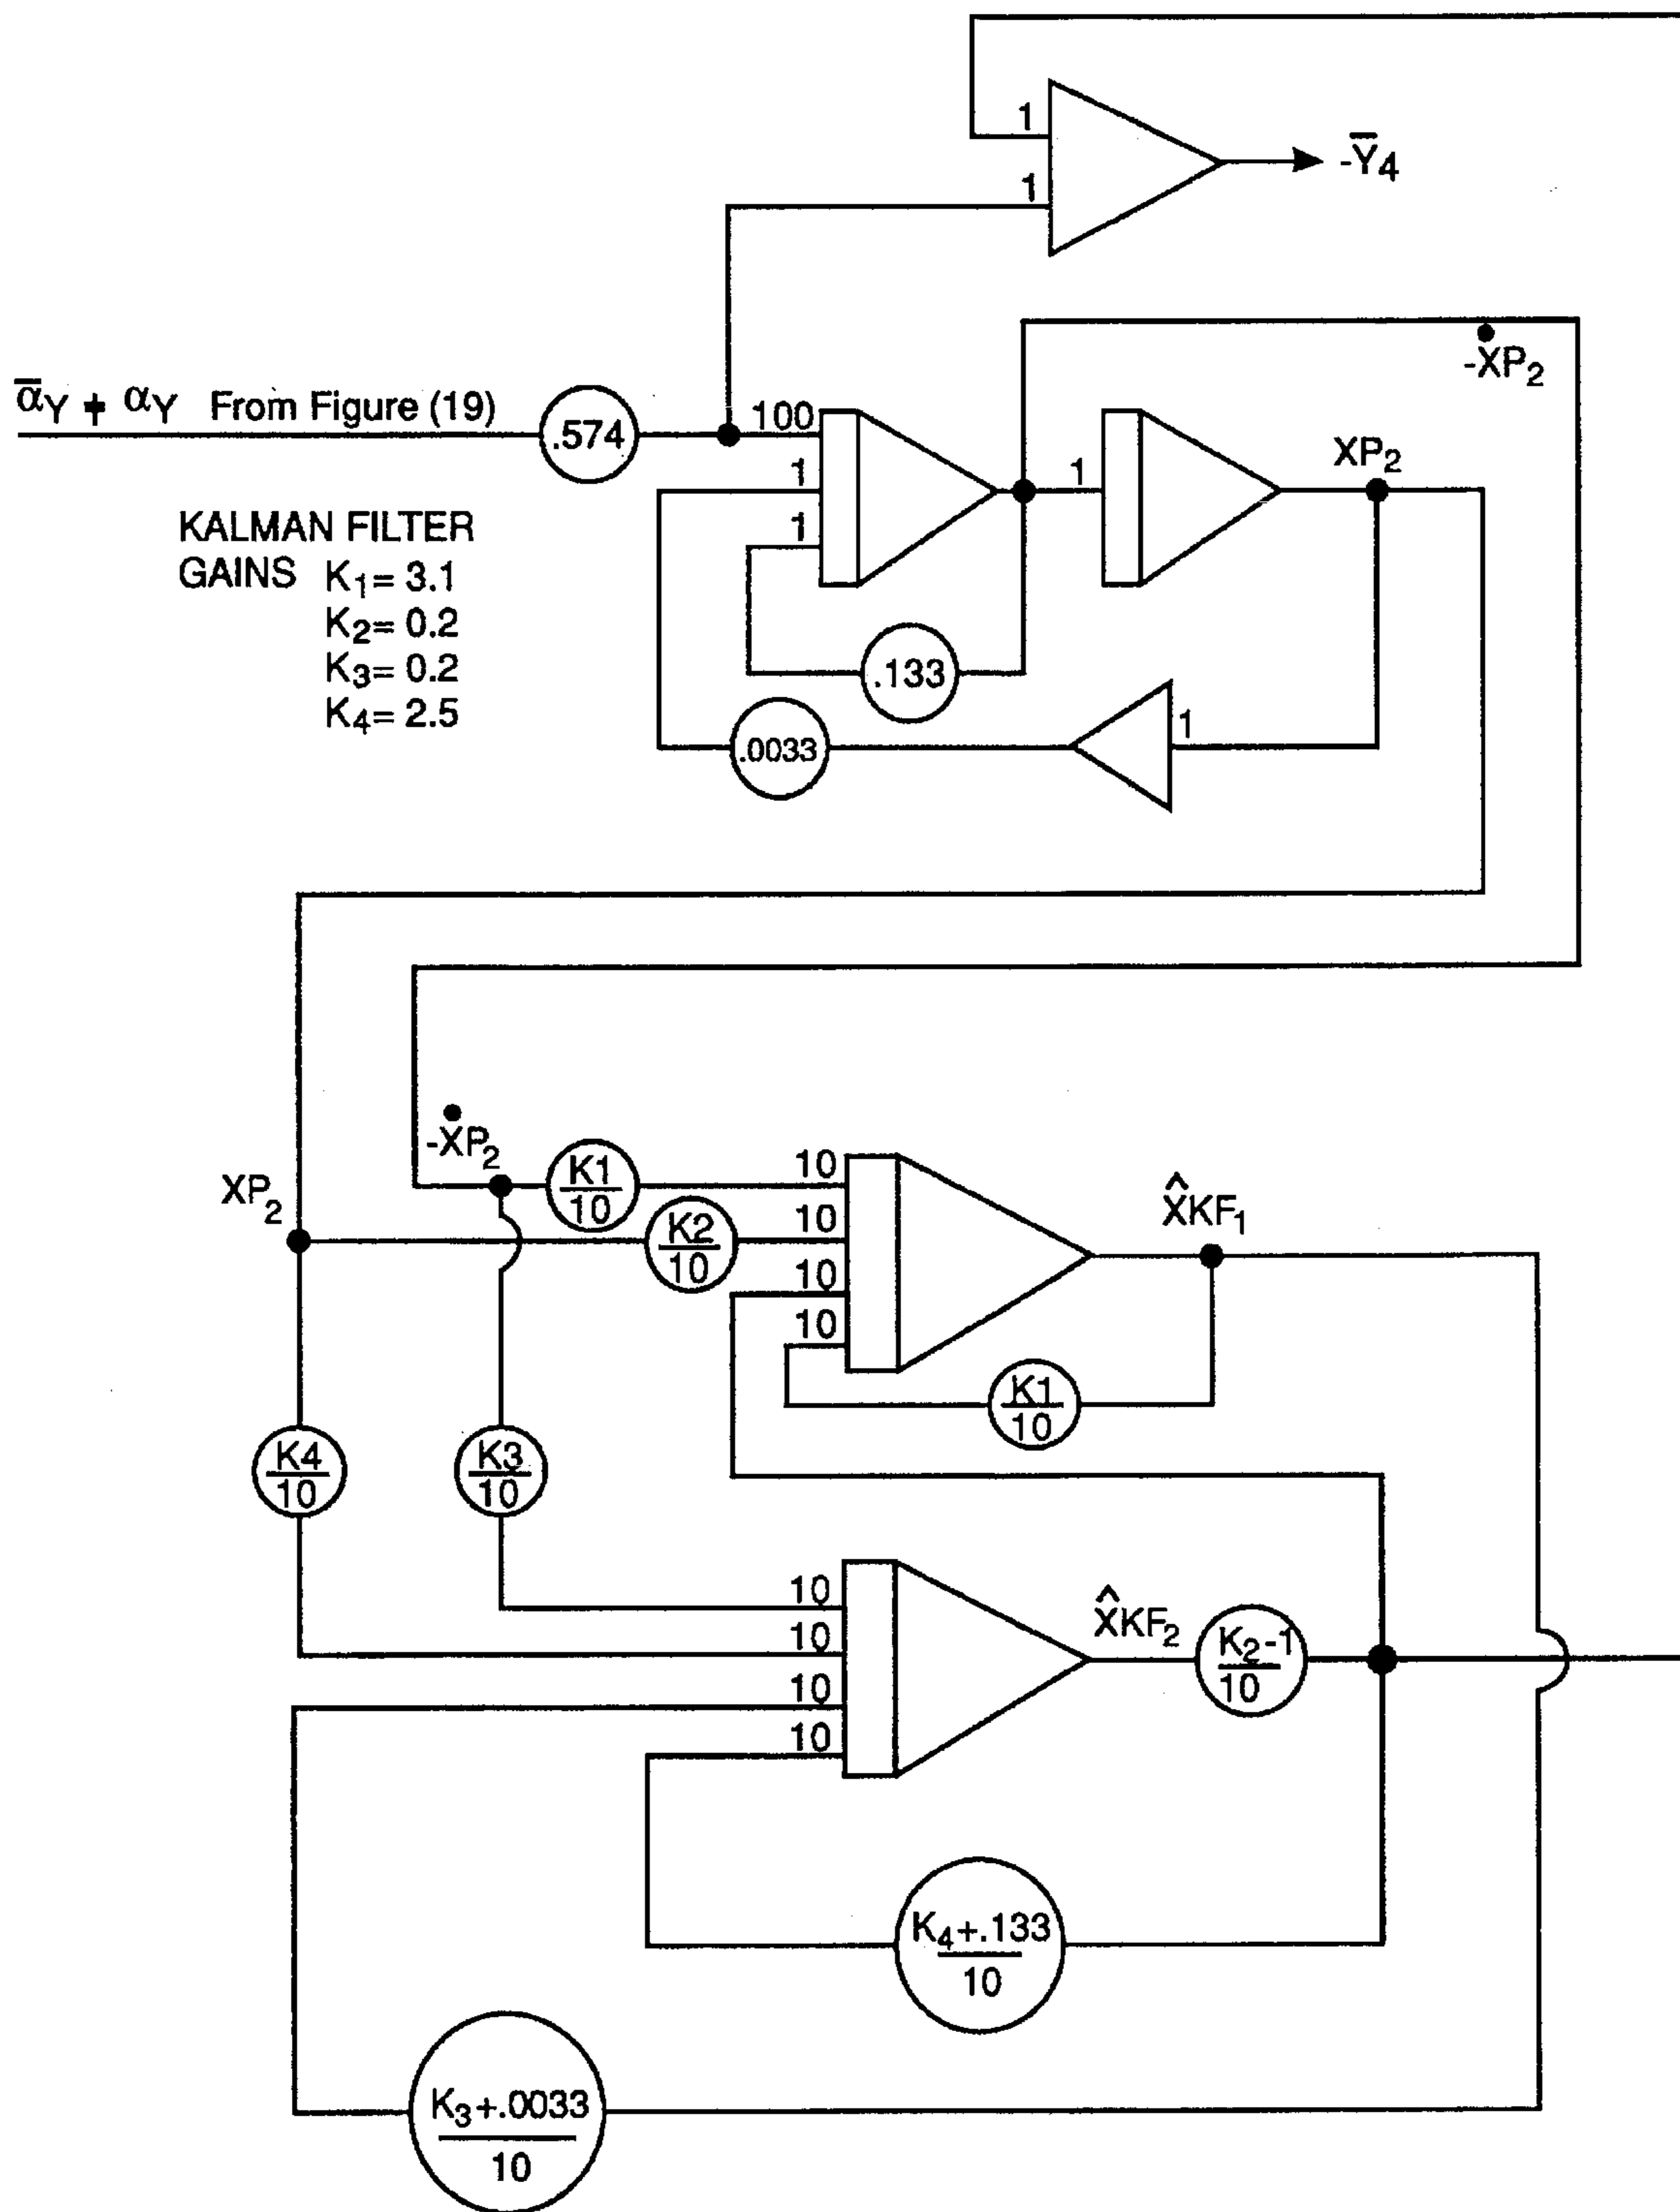 1
-Y̅4
1
-ẊP2
α̅Y + αY From Figure (19)
.574
100
1
1
1
XP2
KALMAN FILTER
GAINS K1= 3.1
K2= 0.2
K3= 0.2
K4= 2.5
.133
.0033
1
-ẊP2
XP2
K1/10
10
K2/10
10
10
10
X̂KF1
K1/10
K4/10
K3/10
10
10
10
10
X̂KF2
K2-1/10
K4+.133/10
K3+.0033/10